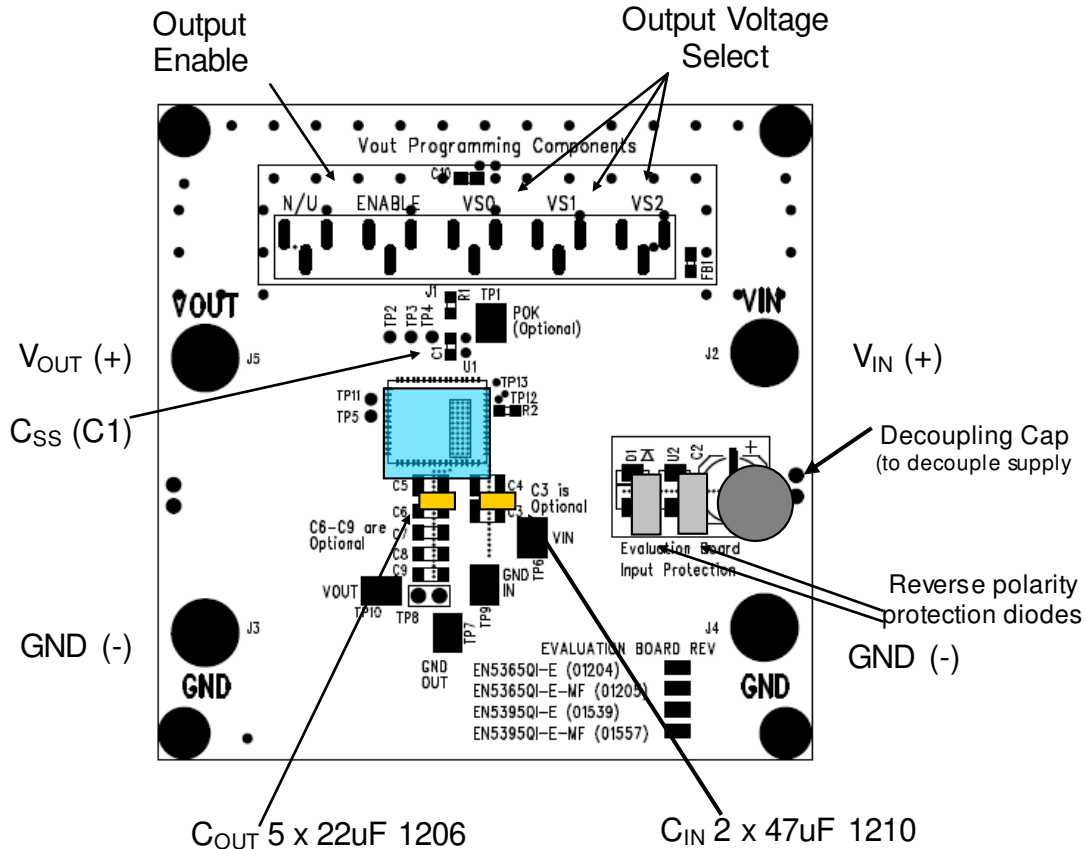 Output
Enable
Output Voltage
Select
Vout Programming Components
C10
N/U ENABLE VS0 VS1 VS2
FB1
J1
R1
TP1
VOUT
VIN
TP2
TP3
TP4
POK
(Optional)
C1
U1
VOUT (+)
J5
J2
VIN (+)
CSS (C1)
TP11
TP5
TP13
TP12
R2
Decoupling Cap
(to decouple supply
D1
U2
C2
+
C5
C4
C6
C3
C3 is
Optional
C6-C9 are
Optional
C7
C8
C9
VIN
TP6
Evaluation Board
Input Protection
VOUT
TP10
TP8
GND
IN
TP9
Reverse polarity
protection diodes
GND (-)
J3
TP7
GND
OUT
J4
GND (-)
EVALUATION BOARD REV
GND
GND
EN5365QI-E (01204)
EN5365QI-E-MF (01205)
EN5395QI-E (01539)
EN5395QI-E-MF (01557)
COUT 5 x 22uF 1206
CIN 2 x 47uF 1210